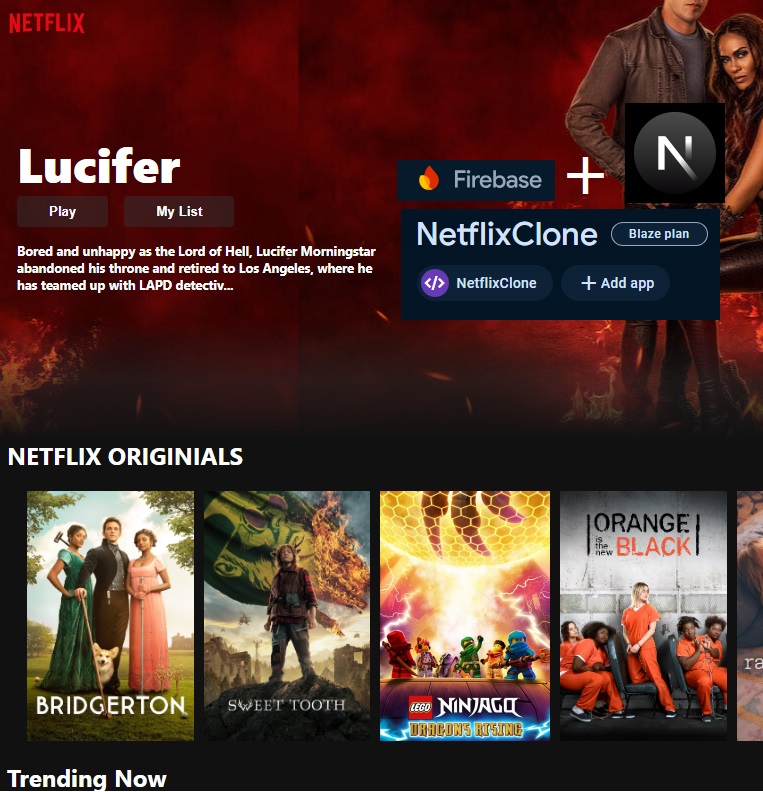 NETFLIX
Lucifer
Play
My List
Bored and unhappy as the Lord of Hell, Lucifer Morningstar
abandoned his throne and retired to Los Angeles, where he
has teamed up with LAPD detectiv...
Firebase
+
N
NetflixClone
Blaze plan
</> NetflixClone
+ Add app
NETFLIX ORIGINIALS
BRIDGERTON
SWEET TOOTH
LEGO NINJAGO
DRAGONS RISING
ORANGE
is the new BLACK
ra
Trending Now